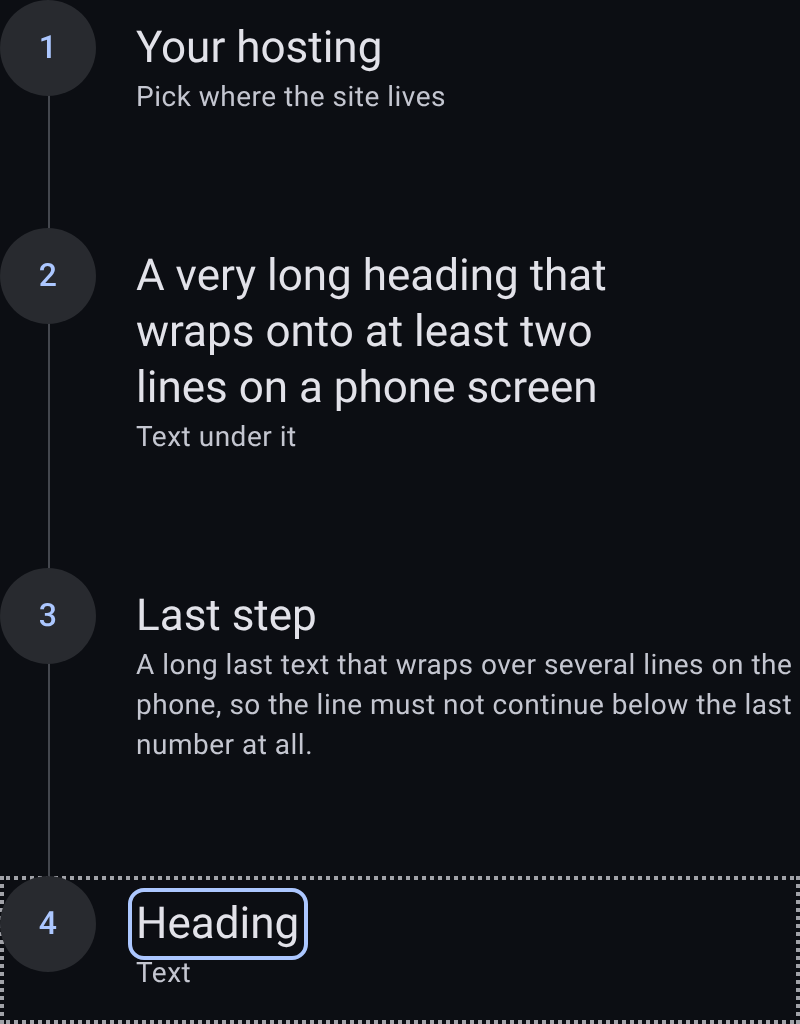 1
Your hosting
Pick where the site lives
2
A very long heading that
wraps onto at least two
lines on a phone screen
Text under it
3
Last step
A long last text that wraps over several lines on the
phone, so the line must not continue below the last
number at all.
4
Heading
Text